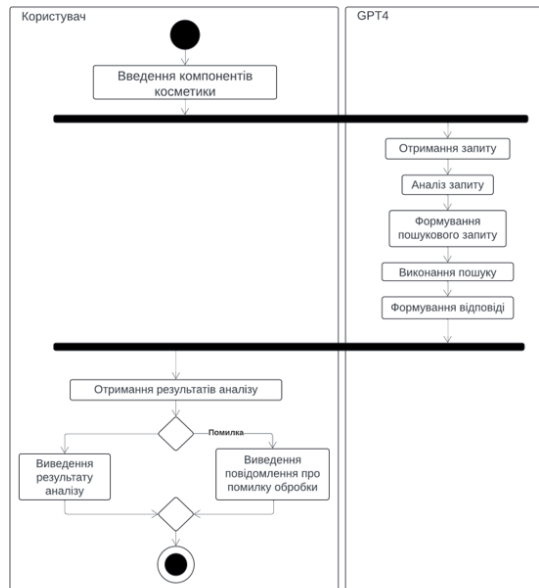 Користувач
GPT4
Введення компонентів
косметики
Отримання запиту
Аналіз запиту
Формування
пошукового запиту
Виконання пошуку
Формування відповіді
Отримання результатів аналізу
Помилка
Виведення
результату
аналізу
Виведення
повідомлення про
помилку обробки